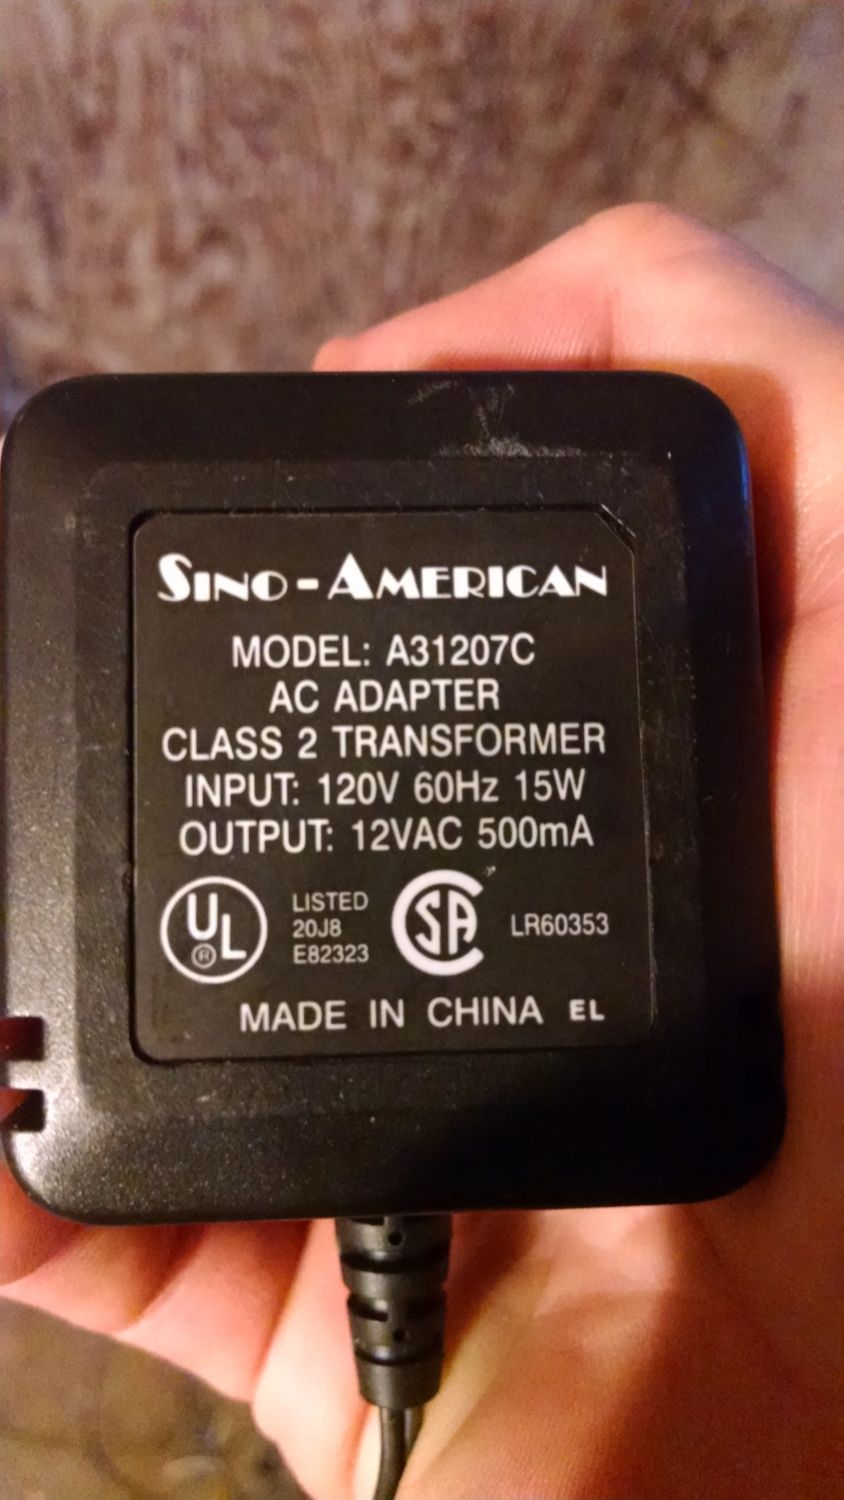 SINO-AMERICAN
MODEL: A31207C
AC ADAPTER
CLASS 2 TRANSFORMER
INPUT: 120V 60Hz 15W
OUTPUT: 12VAC 500mA
UL ® LISTED 20J8 E82323
SA LR60353
MADE IN CHINA EL